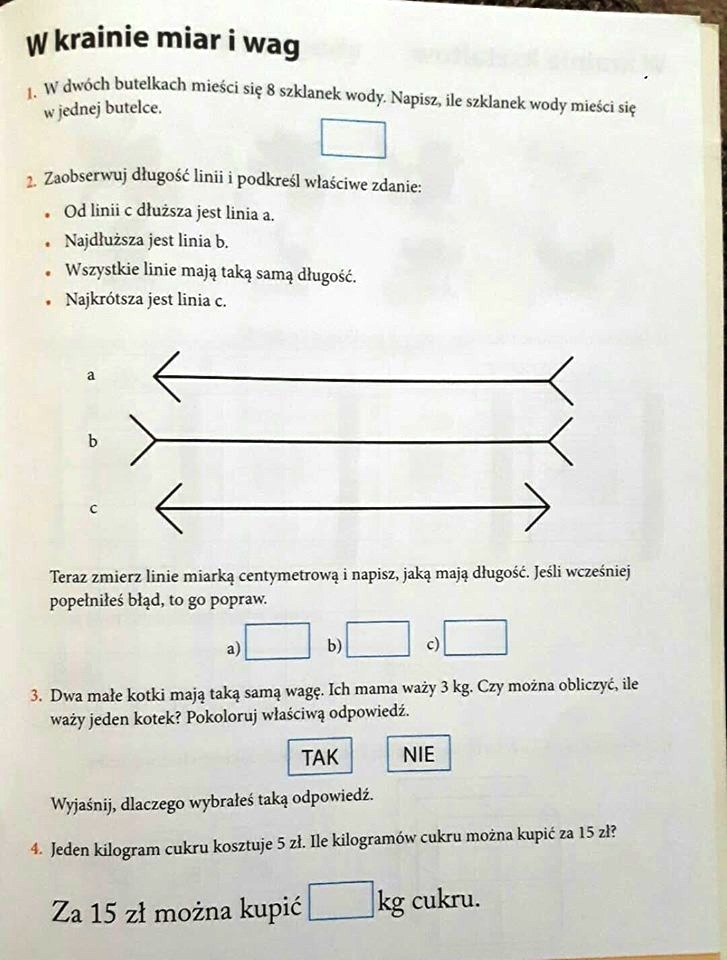 W krainie miar i wag
1. W dwóch butelkach mieści się 8 szklanek wody. Napisz, ile szklanek wody mieści się
w jednej butelce.
2. Zaobserwuj długość linii i podkreśl właściwe zdanie:
• Od linii c dłuższa jest linia a.
• Najdłuższa jest linia b.
• Wszystkie linie mają taką samą długość.
• Najkrótsza jest linia c.
a
b
c
Teraz zmierz linie miarką centymetrową i napisz, jaką mają długość. Jeśli wcześniej
popełniłeś błąd, to go popraw.
a) b) c)
3. Dwa małe kotki mają taką samą wagę. Ich mama waży 3 kg. Czy można obliczyć, ile
waży jeden kotek? Pokoloruj właściwą odpowiedź.
TAK NIE
Wyjaśnij, dlaczego wybrałeś taką odpowiedź.
4. Jeden kilogram cukru kosztuje 5 zł. Ile kilogramów cukru można kupić za 15 zł?
Za 15 zł można kupić kg cukru.